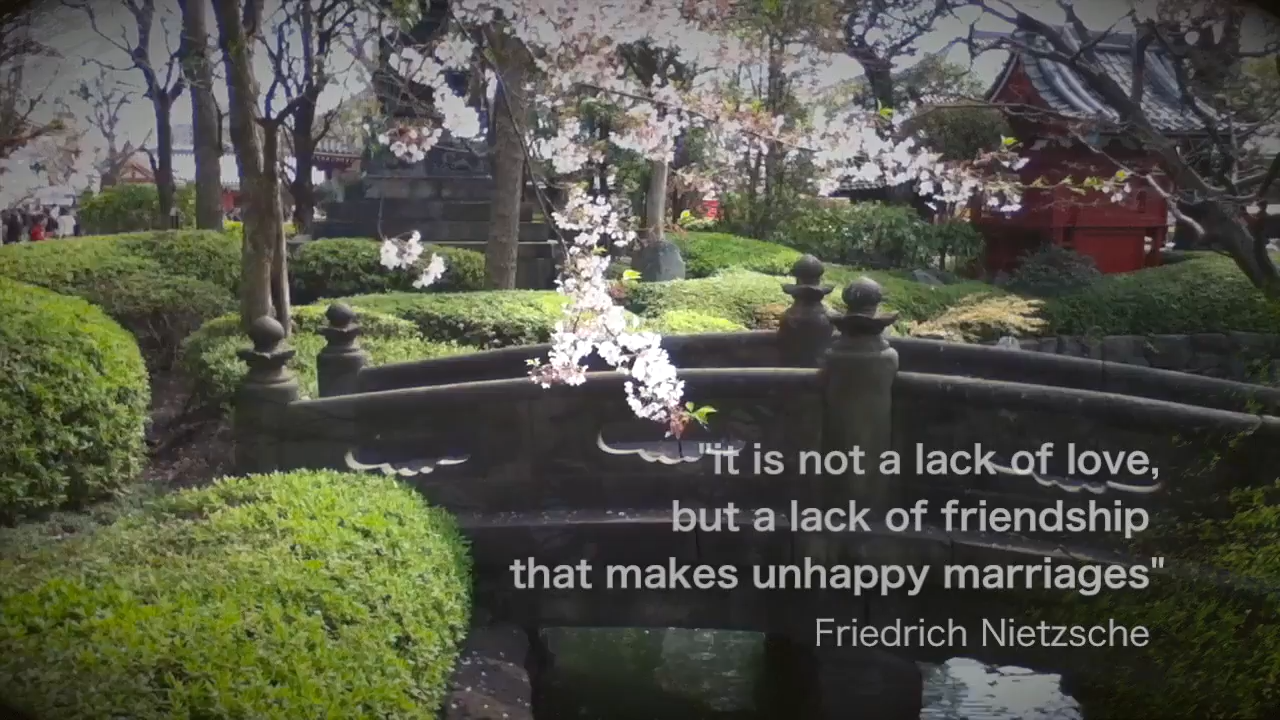 "it is not a lack of love,
but a lack of friendship
that makes unhappy marriages"
Friedrich Nietzsche